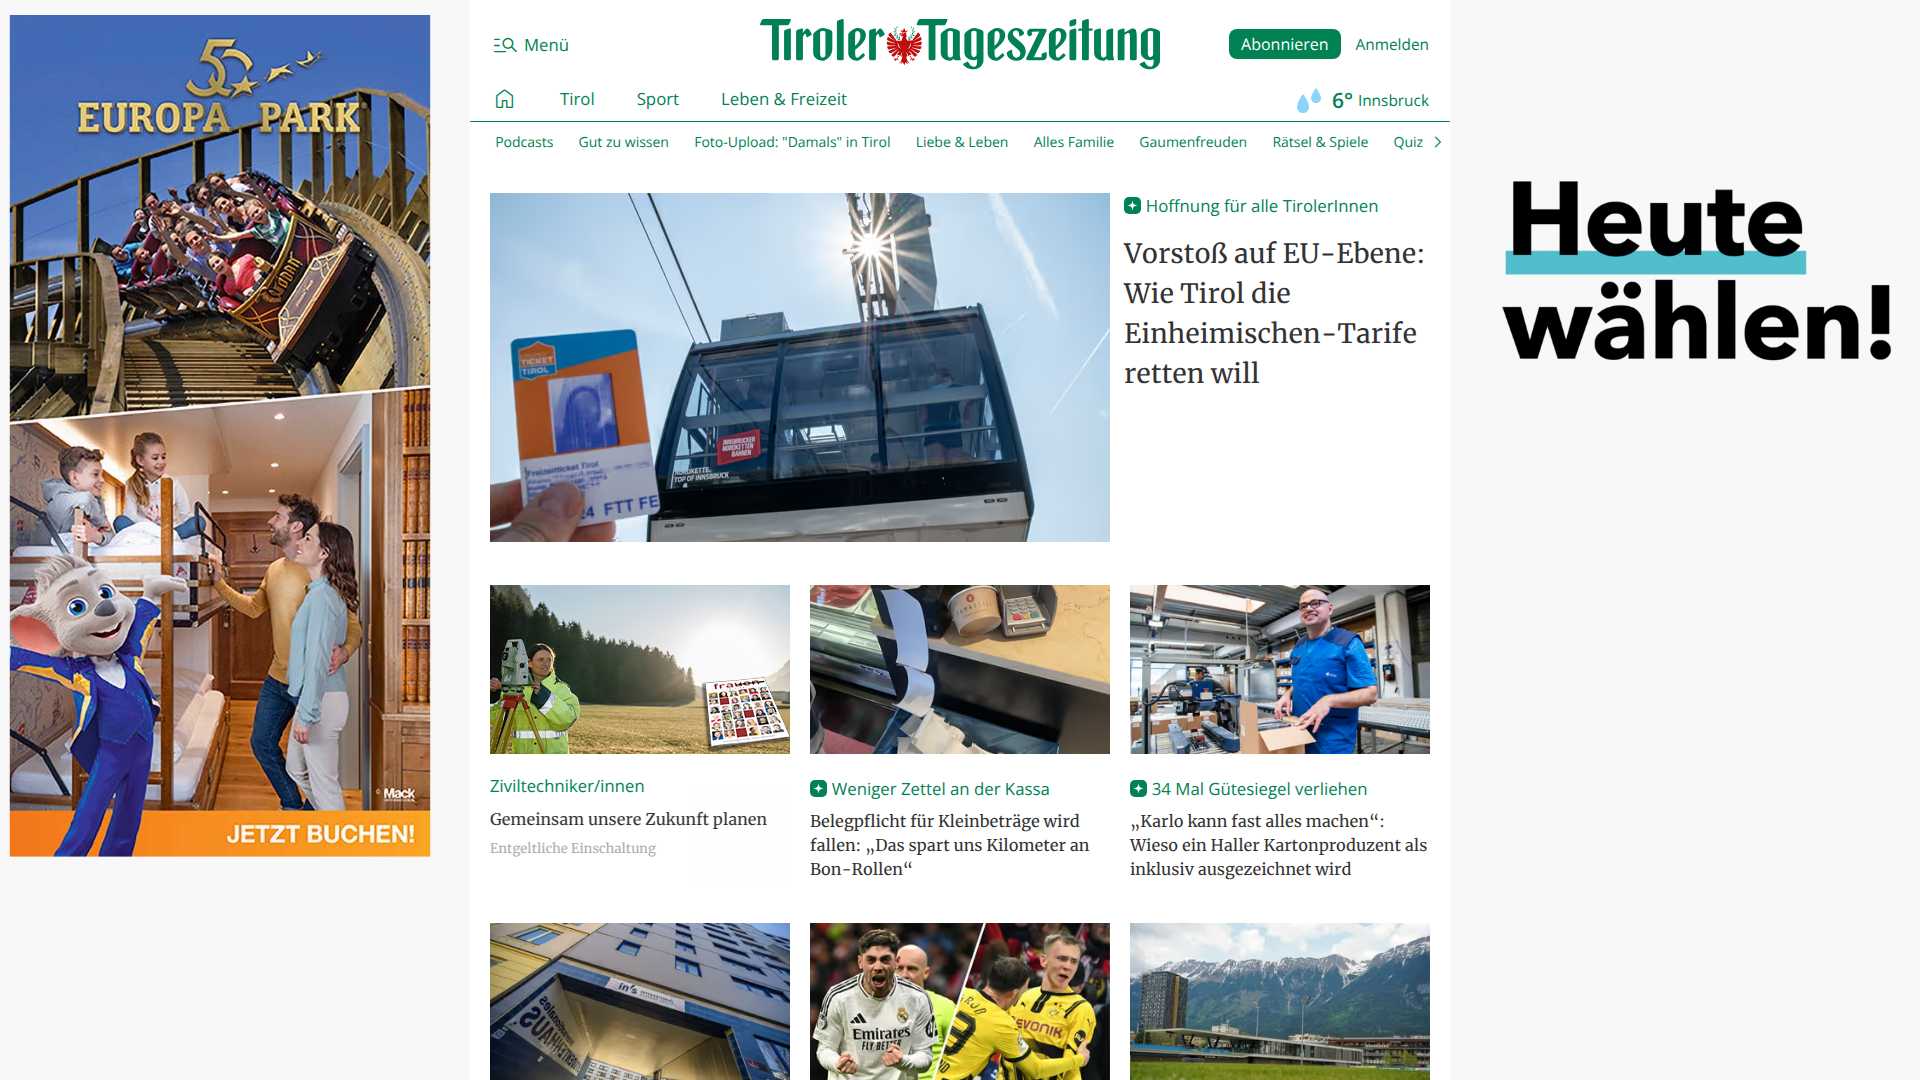 50
EUROPA PARK
WODAN
© Mack
JETZT BUCHEN!
Menü
Tiroler Tageszeitung
Abonnieren
Anmelden
Tirol
Sport
Leben & Freizeit
6° Innsbruck
Podcasts
Gut zu wissen
Foto-Upload: "Damals" in Tirol
Liebe & Leben
Alles Familie
Gaumenfreuden
Rätsel & Spiele
Quiz
TICKET
TIROL
Freizeitticket Tirol
24 FTT FE
INNSBRUCKER
NORDKETTEN
BAHNEN
NORDKETTE.
TOP OF INNSBRUCK
Hoffnung für alle TirolerInnen
Vorstoß auf EU-Ebene:
Wie Tirol die
Einheimischen-Tarife
retten will
Heute
wählen!
frauen
Ziviltechniker/innen
Gemeinsam unsere Zukunft planen
Entgeltliche Einschaltung
Weniger Zettel an der Kassa
Belegpflicht für Kleinbeträge wird
fallen: „Das spart uns Kilometer an
Bon-Rollen“
34 Mal Gütesiegel verliehen
„Karlo kann fast alles machen“:
Wieso ein Haller Kartonproduzent als
inklusiv ausgezeichnet wird
in's
Emirates
FLY BETTER
EVONIK